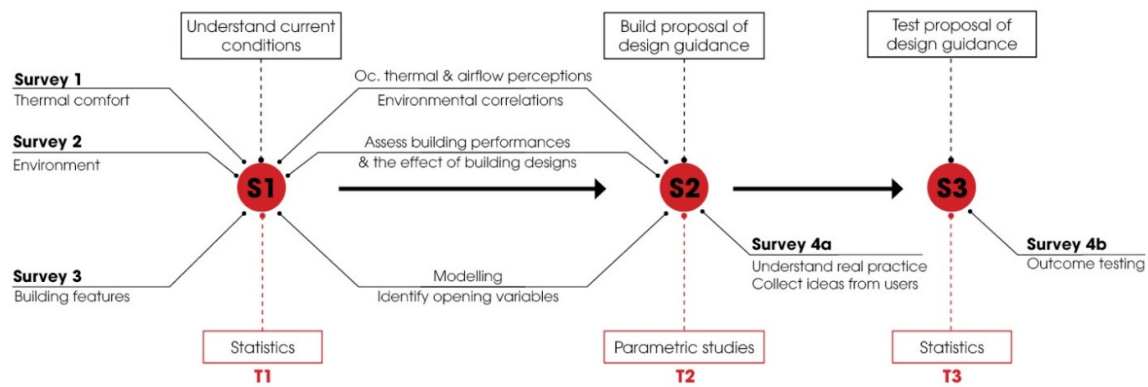 Understand current
conditions
Build proposal of
design guidance
Test proposal of
design guidance
Survey 1
Thermal comfort
Oc. thermal & airflow perceptions
Environmental correlations
Survey 2
Environment
Assess building performances
& the effect of building designs
S1
S2
S3
Survey 3
Building features
Modelling
Identify opening variables
Survey 4a
Understand real practice
Collect ideas from users
Survey 4b
Outcome testing
Statistics
T1
Parametric studies
T2
Statistics
T3